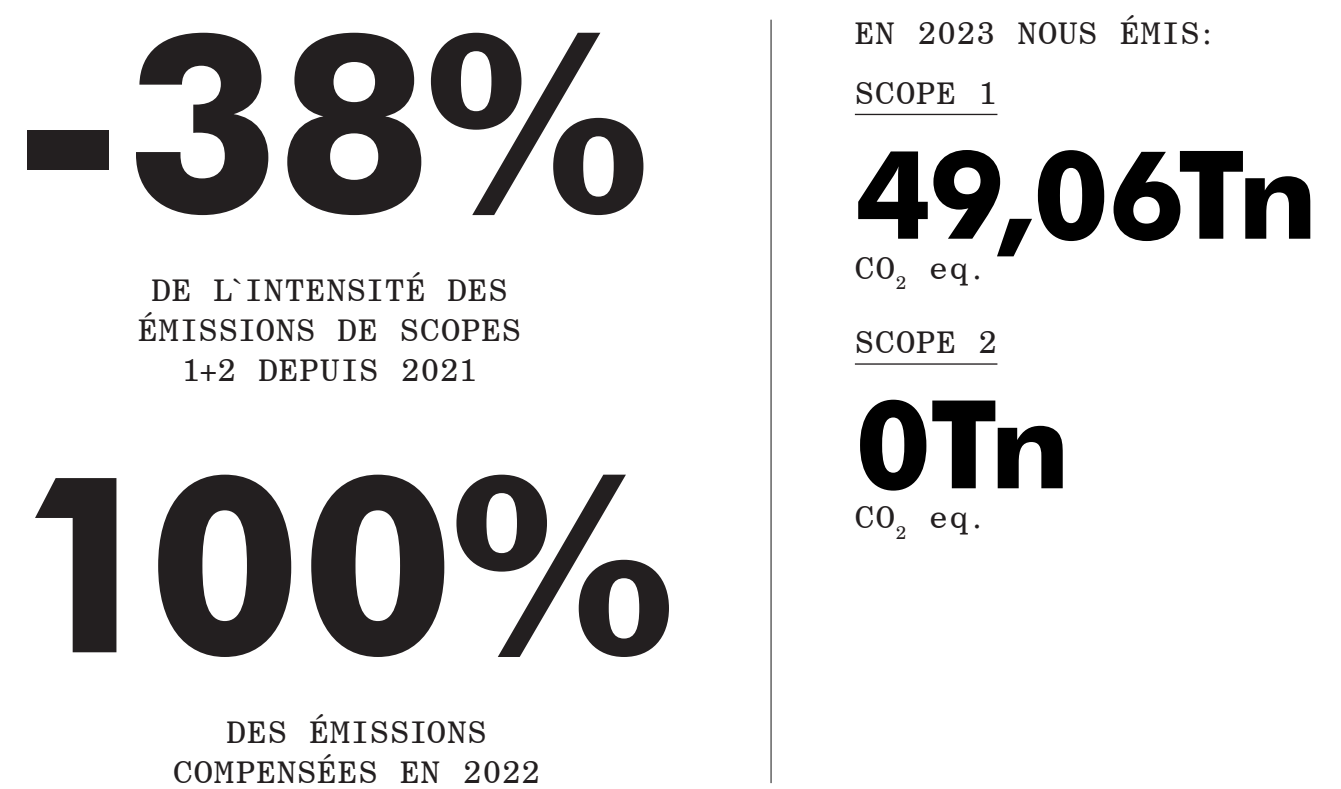 -38%
DE L`INTENSITÉ DES
ÉMISSIONS DE SCOPES
1+2 DEPUIS 2021
100%
DES ÉMISSIONS
COMPENSÉES EN 2022
EN 2023 NOUS ÉMIS:
SCOPE 1
49,06Tn
CO₂ eq.
SCOPE 2
0Tn
CO₂ eq.